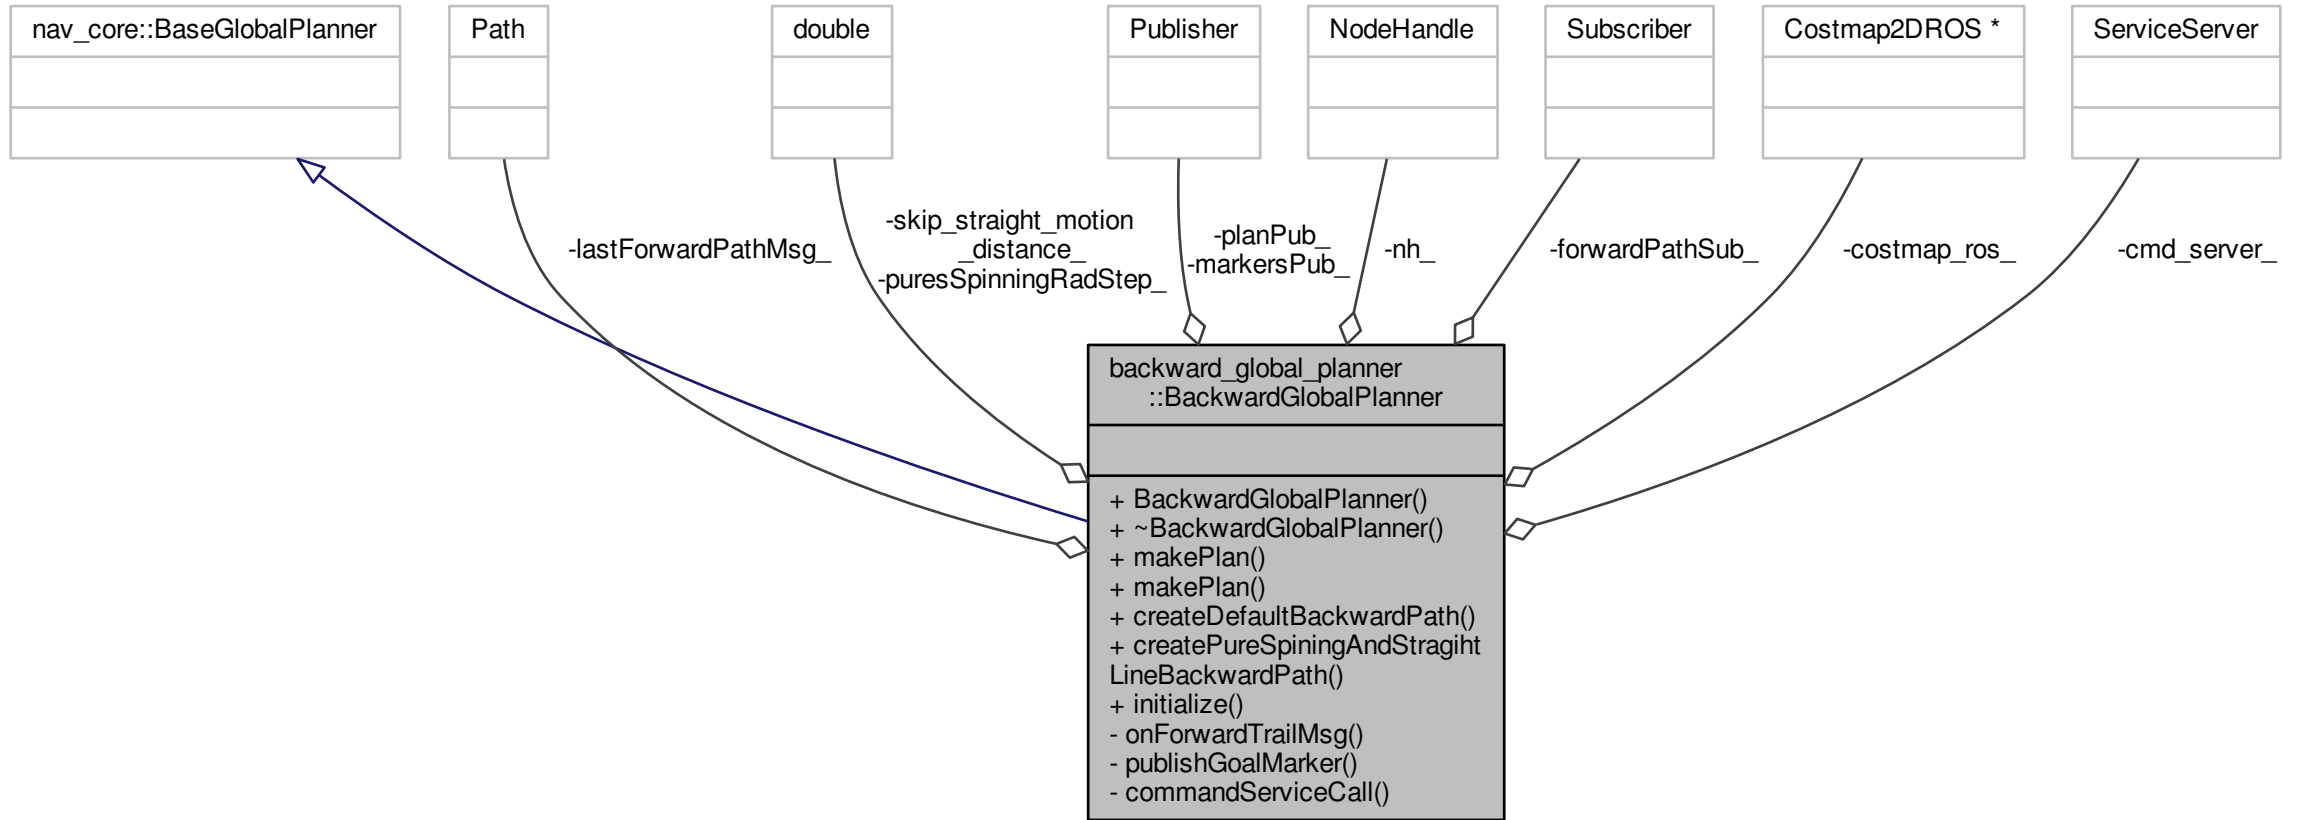 nav_core::BaseGlobalPlanner
Path
double
Publisher
NodeHandle
Subscriber
Costmap2DROS *
ServiceServer
-lastForwardPathMsg_
-skip_straight_motion
_distance_
-puresSpinningRadStep_
-planPub_
-markersPub_
-nh_
-forwardPathSub_
-costmap_ros_
-cmd_server_
backward_global_planner
::BackwardGlobalPlanner
+ BackwardGlobalPlanner()
+ ~BackwardGlobalPlanner()
+ makePlan()
+ makePlan()
+ createDefaultBackwardPath()
+ createPureSpiningAndStragiht
LineBackwardPath()
+ initialize()
- onForwardTrailMsg()
- publishGoalMarker()
- commandServiceCall()